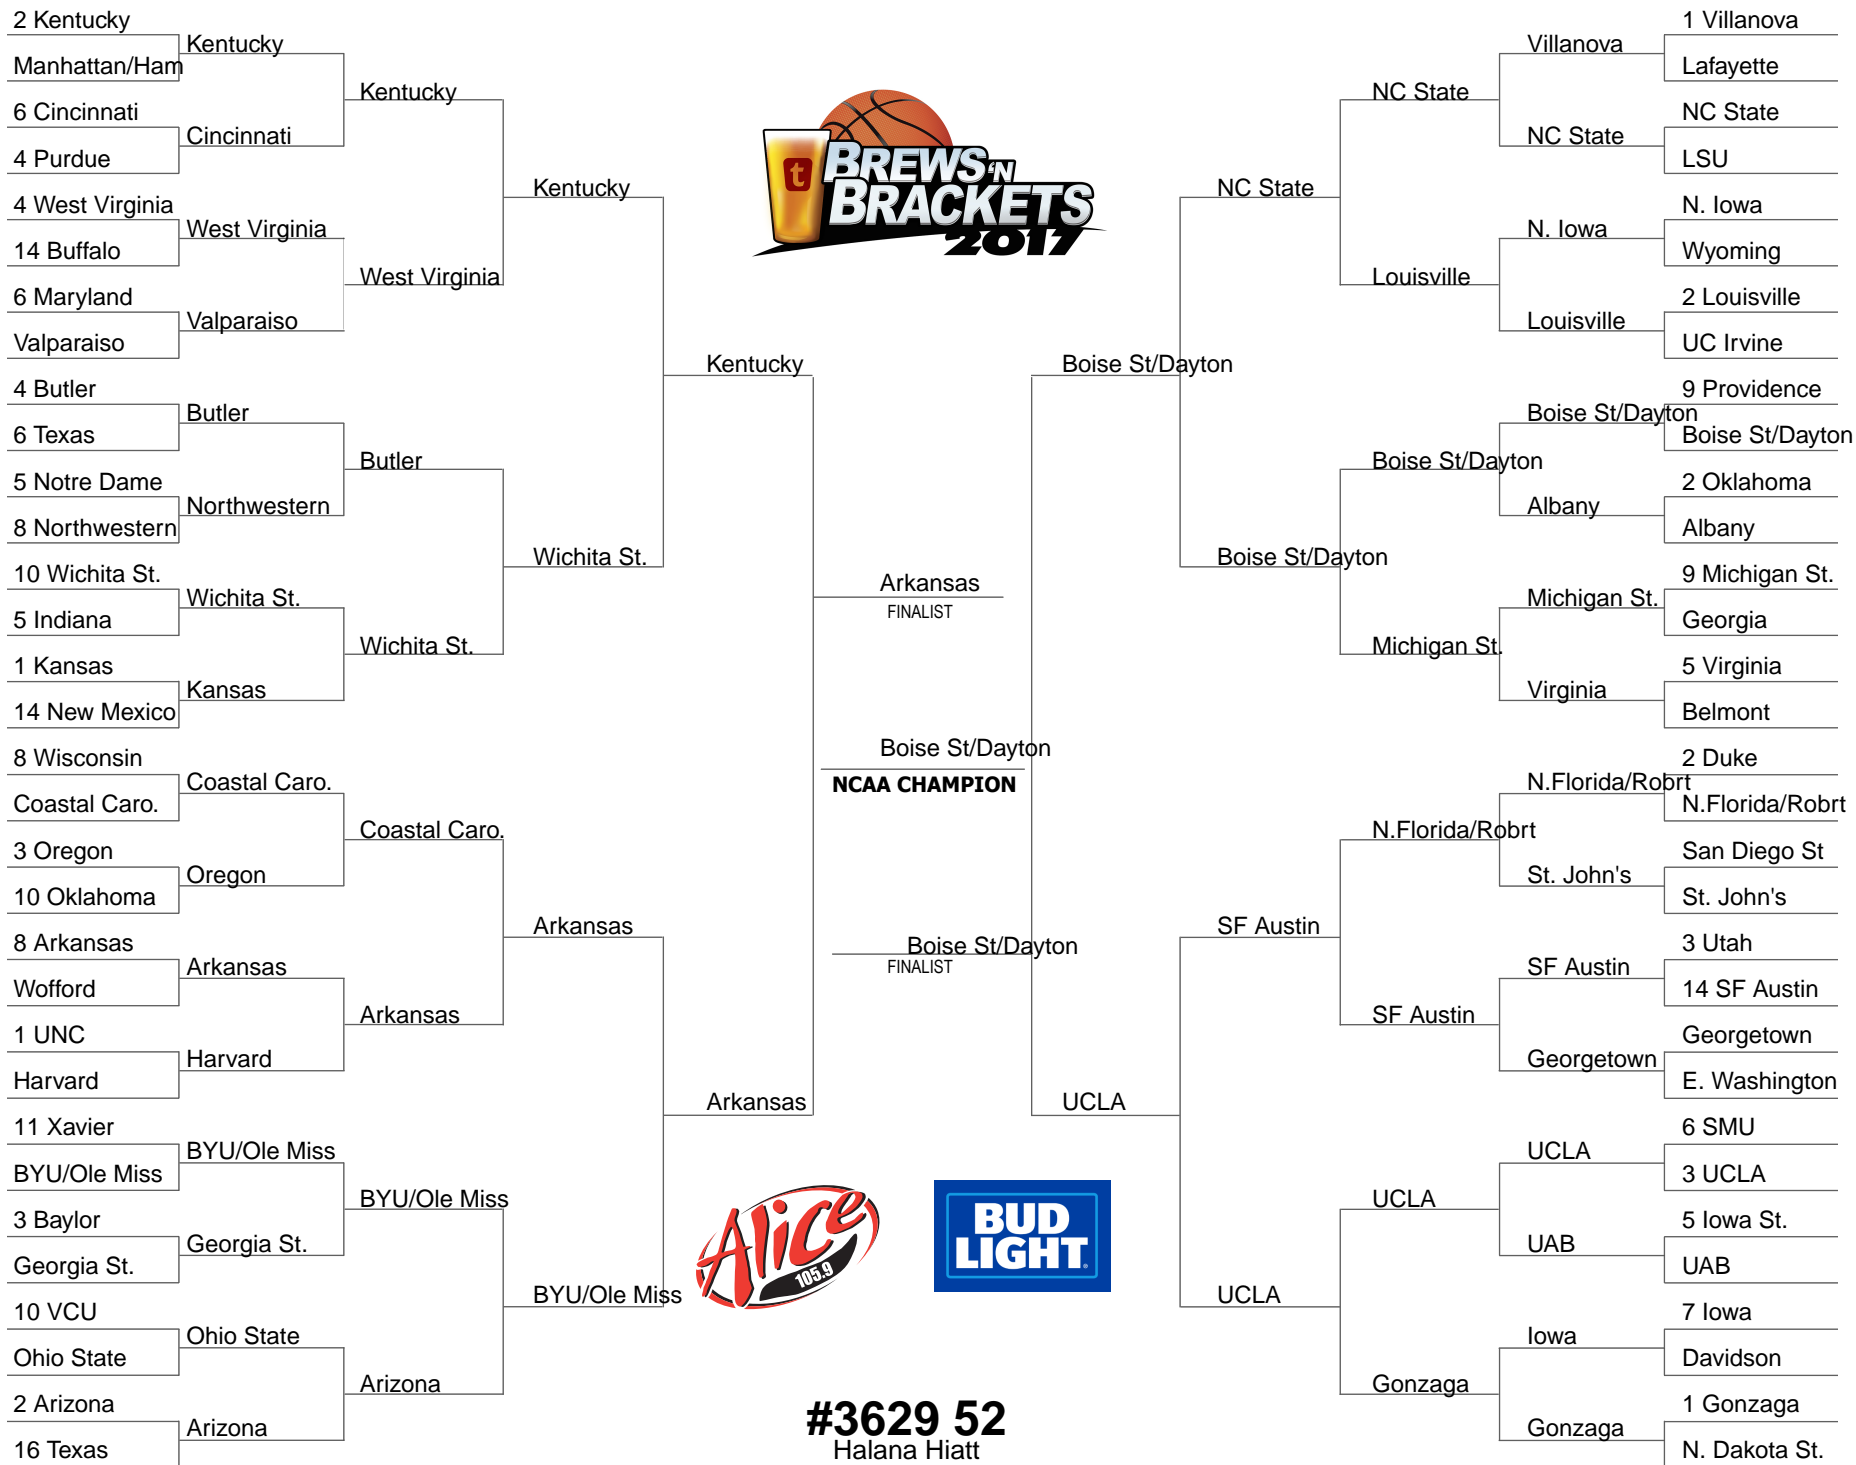 2 Kentucky
Manhattan/Ham
6 Cincinnati
4 Purdue
4 West Virginia
14 Buffalo
6 Maryland
Valparaiso
4 Butler
6 Texas
5 Notre Dame
8 Northwestern
10 Wichita St.
5 Indiana
1 Kansas
14 New Mexico
8 Wisconsin
Coastal Caro.
3 Oregon
10 Oklahoma
8 Arkansas
Wofford
1 UNC
Harvard
11 Xavier
BYU/Ole Miss
3 Baylor
Georgia St.
10 VCU
Ohio State
2 Arizona
16 Texas
Kentucky
Cincinnati
West Virginia
Valparaiso
Butler
Northwestern
Wichita St.
Kansas
Coastal Caro.
Oregon
Arkansas
Harvard
BYU/Ole Miss
Georgia St.
Ohio State
Arizona
Kentucky
West Virginia
Butler
Wichita St.
Coastal Caro.
Arkansas
BYU/Ole Miss
Arizona
Kentucky
Wichita St.
Arkansas
BYU/Ole Miss
Kentucky
Arkansas
t
BREWS 'N
BRACKETS
2017
Arkansas
FINALIST
Boise St/Dayton
NCAA CHAMPION
Boise St/Dayton
FINALIST
Alice
105.9
BUD
LIGHT
#3629 52
Halana Hiatt
Boise St/Dayton
UCLA
NC State
Boise St/Dayton
SF Austin
UCLA
NC State
Louisville
Boise St/Dayton
Michigan St.
N.Florida/Robrt
SF Austin
UCLA
Gonzaga
Villanova
NC State
N. Iowa
Louisville
Boise St/Dayton
Albany
Michigan St.
Virginia
N.Florida/Robrt
St. John's
SF Austin
Georgetown
UCLA
UAB
Iowa
Gonzaga
1 Villanova
Lafayette
NC State
LSU
N. Iowa
Wyoming
2 Louisville
UC Irvine
9 Providence
Boise St/Dayton
2 Oklahoma
Albany
9 Michigan St.
Georgia
5 Virginia
Belmont
2 Duke
N.Florida/Robrt
San Diego St
St. John's
3 Utah
14 SF Austin
Georgetown
E. Washington
6 SMU
3 UCLA
5 Iowa St.
UAB
7 Iowa
Davidson
1 Gonzaga
N. Dakota St.